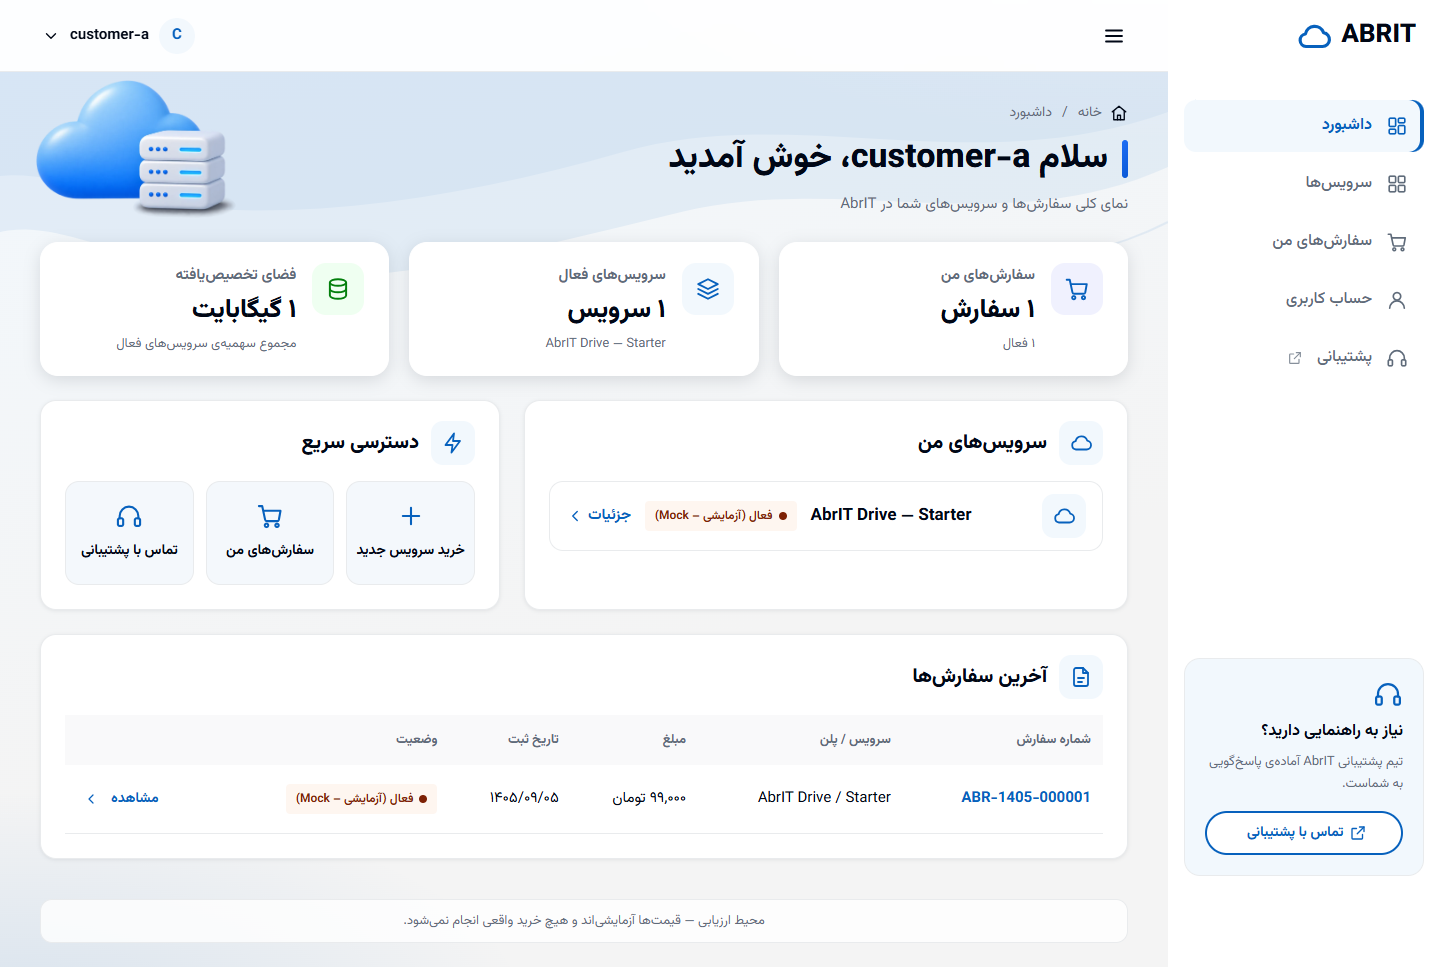 ABRIT
داشبورد
سرویس‌ها
سفارش‌های من
حساب کاربری
پشتیبانی
نیاز به راهنمایی دارید؟
تیم پشتیبانی AbrIT آماده‌ی پاسخ‌گویی
به شماست.
تماس با پشتیبانی
C customer-a
خانه / داشبورد
سلام customer-a، خوش آمدید
نمای کلی سفارش‌ها و سرویس‌های شما در AbrIT
سفارش‌های من
۱ سفارش
۱ فعال
سرویس‌های فعال
۱ سرویس
AbrIT Drive — Starter
فضای تخصیص‌یافته
۱ گیگابایت
مجموع سهمیه‌ی سرویس‌های فعال
سرویس‌های من
AbrIT Drive — Starter فعال (آزمایشی – Mock) جزئیات
دسترسی سریع
خرید سرویس جدید
سفارش‌های من
تماس با پشتیبانی
آخرین سفارش‌ها
شماره سفارش سرویس / پلن مبلغ تاریخ ثبت وضعیت
ABR-1405-000001 AbrIT Drive / Starter ۹۹,۰۰۰ تومان ۱۴۰۵/۰۹/۰۵ فعال (آزمایشی – Mock) مشاهده
محیط ارزیابی — قیمت‌ها آزمایشی‌اند و هیچ خرید واقعی انجام نمی‌شود.